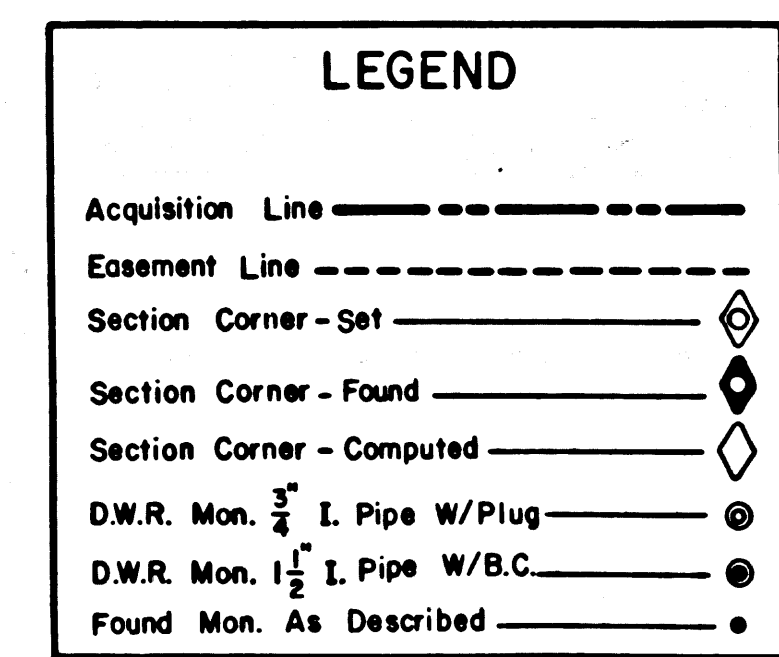 LEGEND
Acquisition Line
Easement Line
Section Corner - Set
Section Corner - Found
Section Corner - Computed
D.W.R. Mon. 3/4" I. Pipe W/Plug
D.W.R. Mon. 1 1/2" I. Pipe W/B.C.
Found Mon. As Described